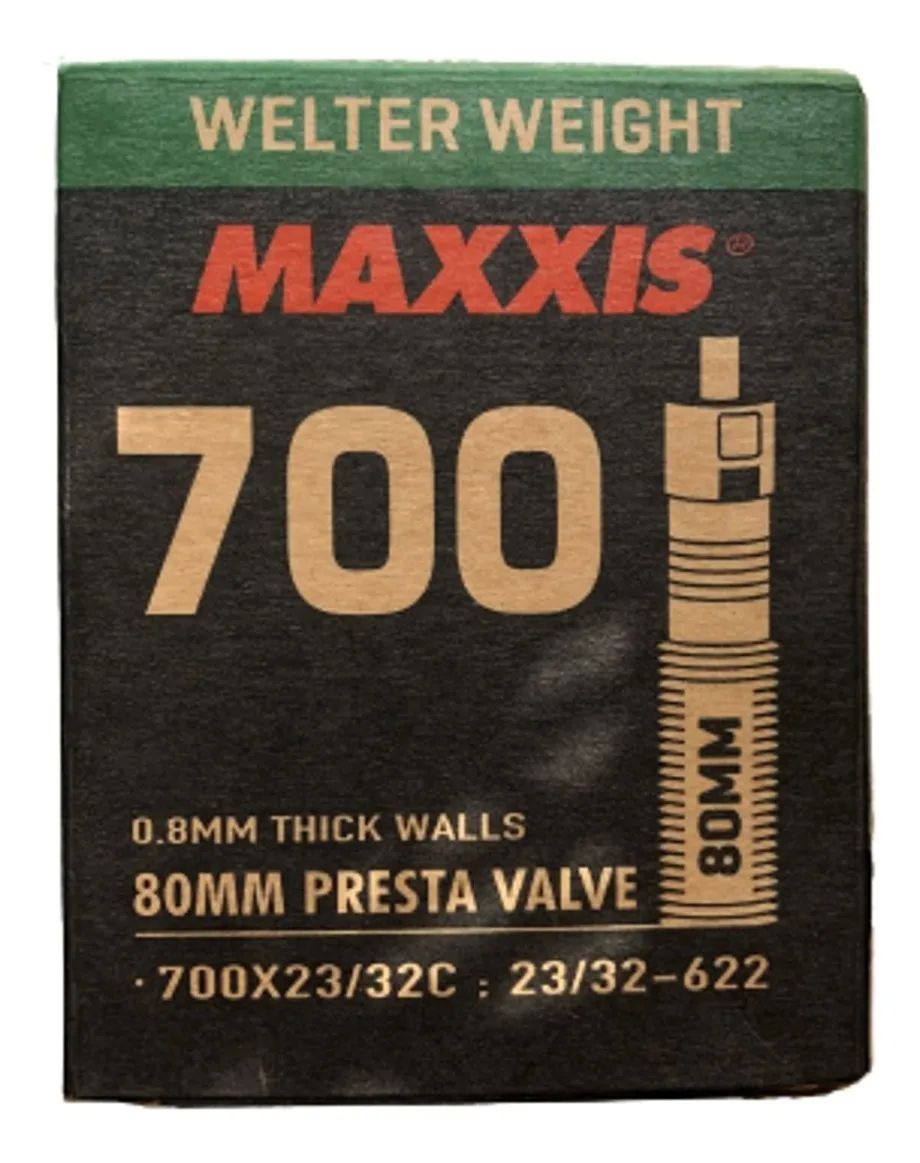 WELTER WEIGHT
MAXXIS®
700
80MM
0.8MM THICK WALLS
80MM PRESTA VALVE
·700X23/32C : 23/32-622